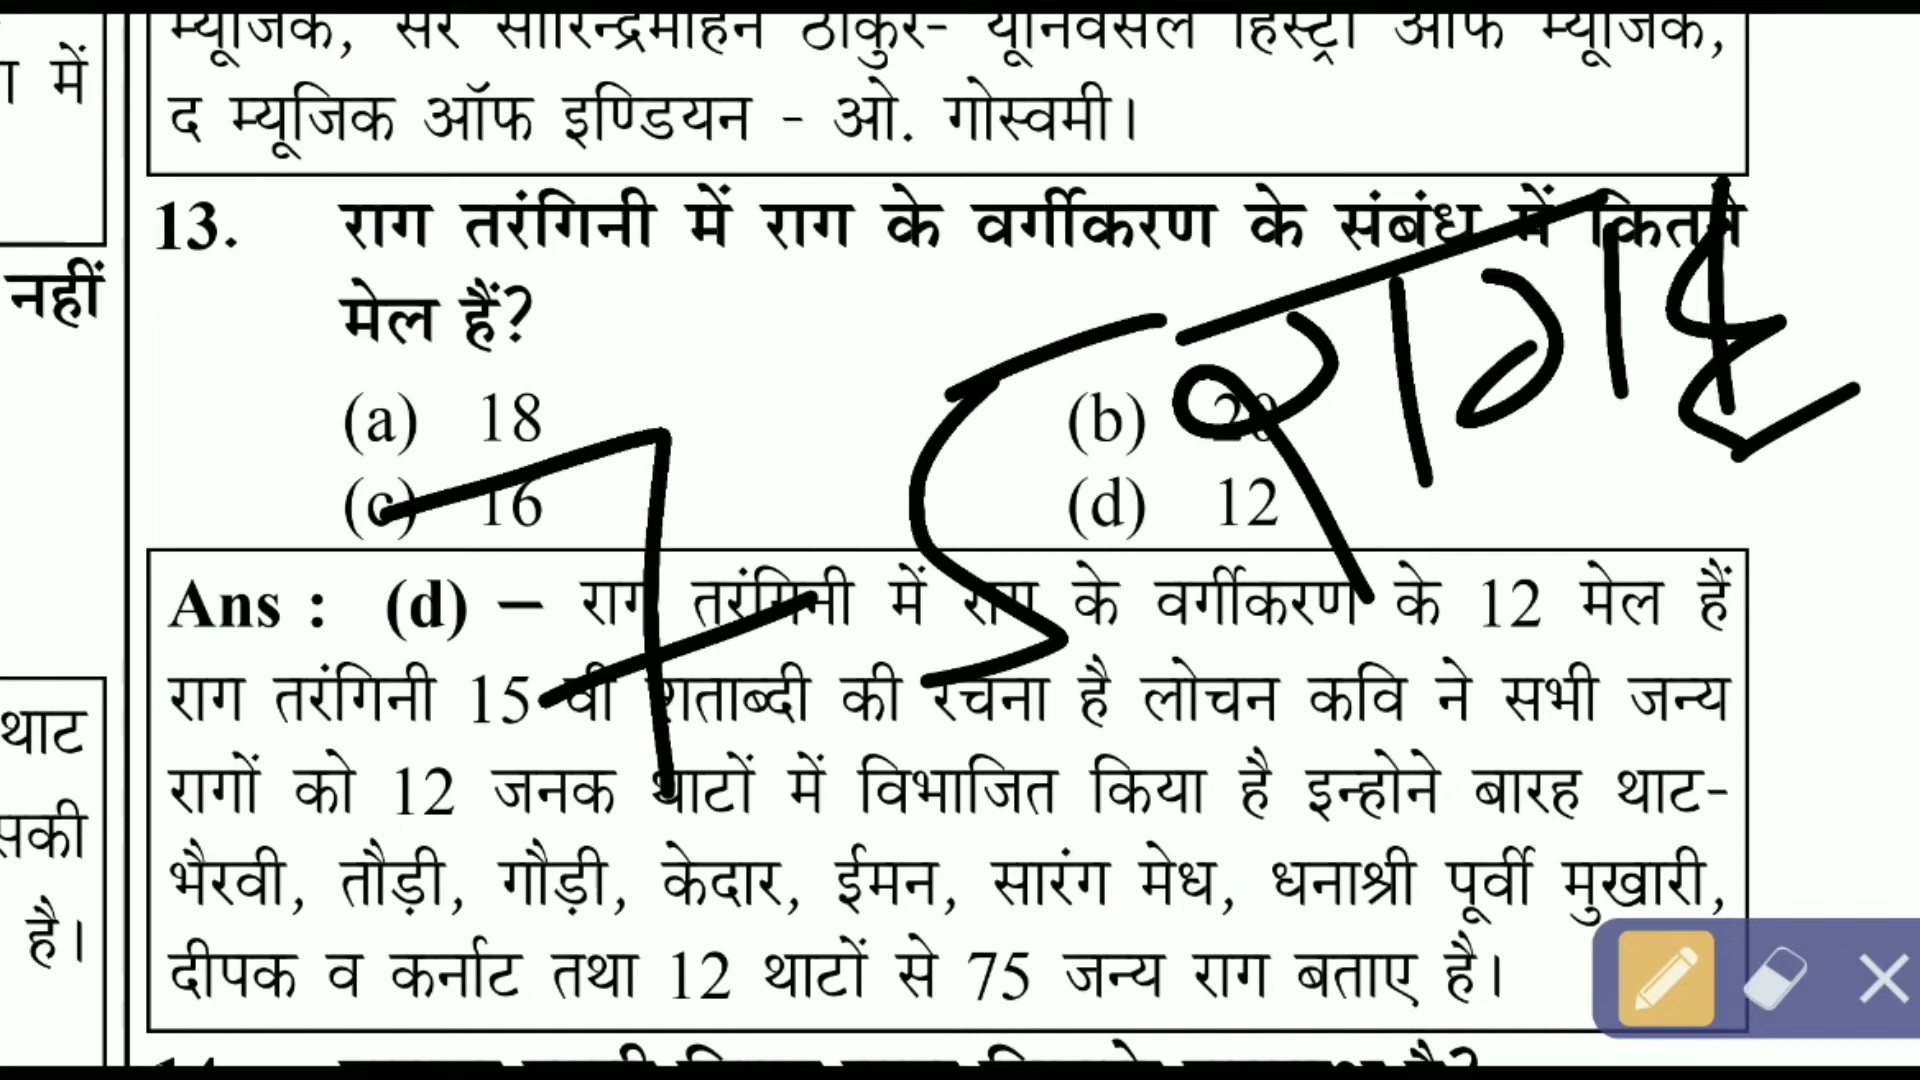 म्यूजिक, सर सौरिन्द्रमोहन ठाकुर- यूनिवर्सल हिस्ट्री ऑफ म्यूजिक,
द म्यूजिक ऑफ इण्डियन - ओ. गोस्वमी।
में
नहीं
थाट
है।
13. राग तरंगिनी में राग के वर्गीकरण के संबंध में कितने
मेल हैं?
(a) 18 (b) 20
(c) 16 (d) 12
75 राग
Ans : (d) – राग तरंगिनी में राग के वर्गीकरण के 12 मेल हैं
राग तरंगिनी 15 वी शताब्दी की रचना है लोचन कवि ने सभी जन्य
रागों को 12 जनक थाटों में विभाजित किया है इन्होने बारह थाट-
भैरवी, तौड़ी, गौड़ी, केदार, ईमन, सारंग मेध, धनाश्री पूर्वी मुखारी,
दीपक व कर्नाट तथा 12 थाटों से 75 जन्य राग बताए है।